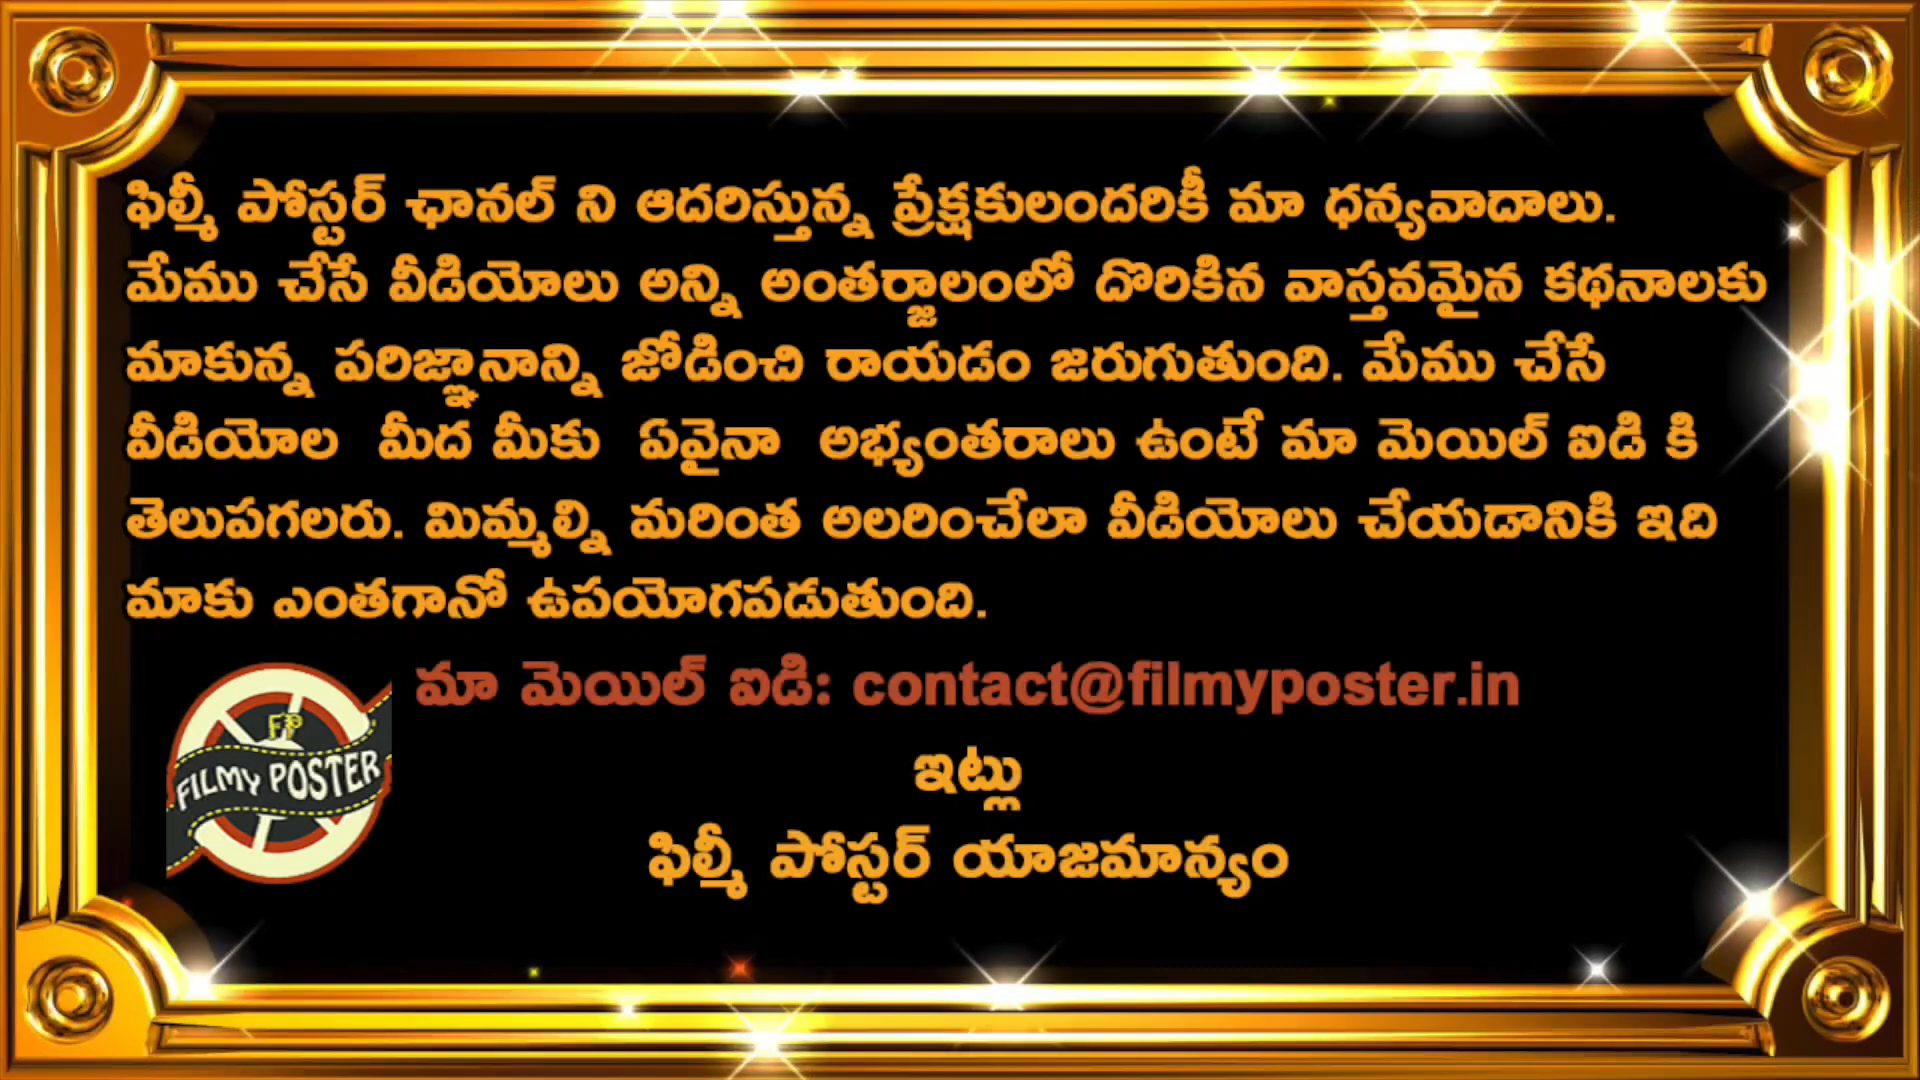 ఫిల్మీ పోస్టర్ ఛానల్ ని ఆదరిస్తున్న ప్రేక్షకులందరికీ మా ధన్యవాదాలు.
మేము చేసే వీడియోలు అన్ని అంతర్జాలంలో దొరికిన వాస్తవమైన కథనాలకు
మాకున్న పరిజ్ఞానాన్ని జోడించి రాయడం జరుగుతుంది. మేము చేసే
వీడియోల మీద మీకు ఏవైనా అభ్యంతరాలు ఉంటే మా మెయిల్ ఐడి కి
తెలుపగలరు. మిమ్మల్ని మరింత అలరించేలా వీడియోలు చేయడానికి ఇది
మాకు ఎంతగానో ఉపయోగపడుతుంది.
మా మెయిల్ ఐడి: contact@filmyposter.in
FP
FILMY POSTER
ఇట్లు
ఫిల్మీ పోస్టర్ యాజమాన్యం